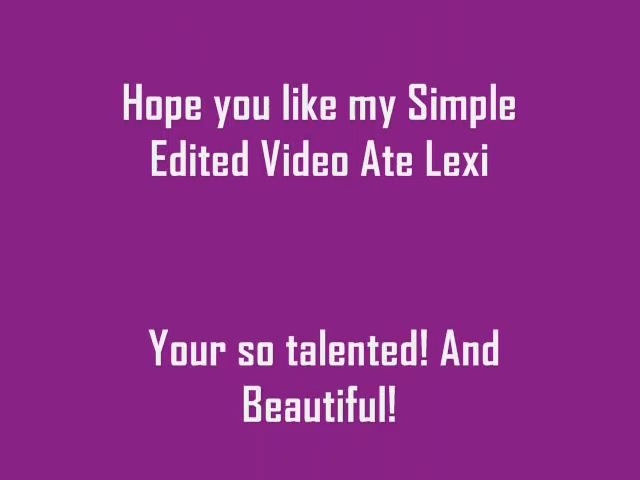 Hope you like my Simple
Edited Video Ate Lexi
Your so talented! And
Beautiful!